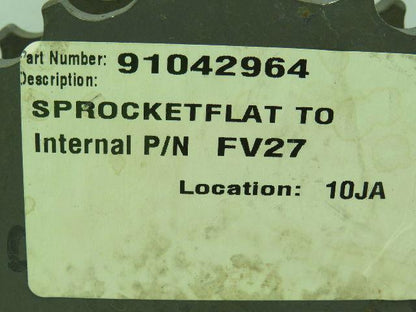 Part Number: 91042964
Description:
SPROCKETFLAT TO
Internal P/N FV27
Location: 10JA